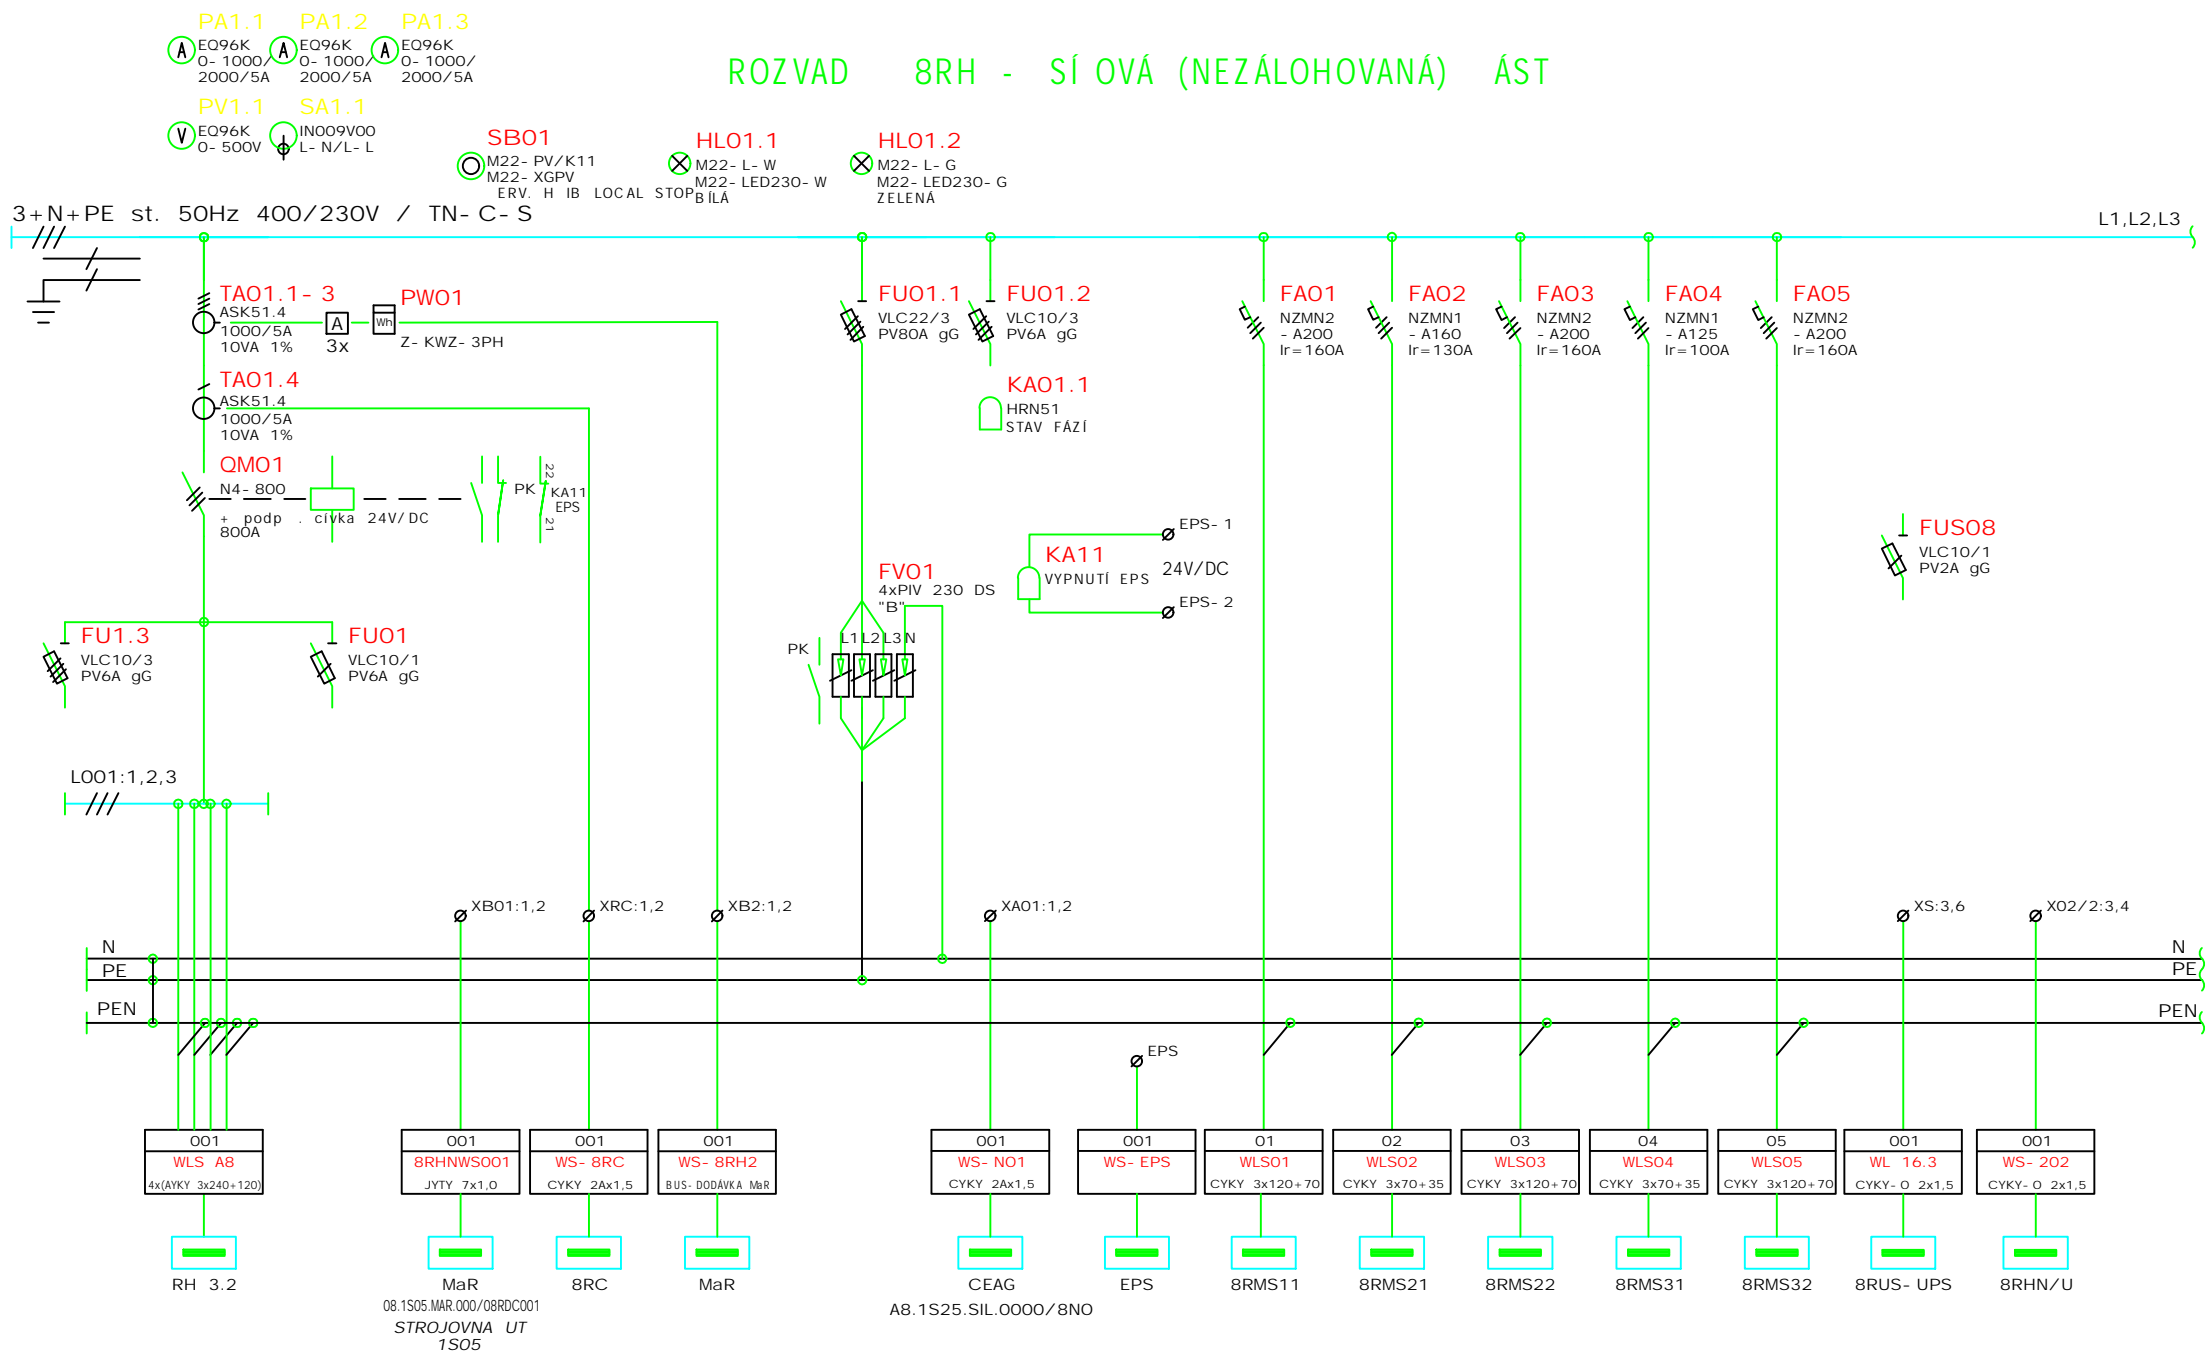 PA1.1
EQ96K
0-1000/
2000/5A
PA1.2
EQ96K
0-1000/
2000/5A
PA1.3
EQ96K
0-1000/
2000/5A
A
A
A
ROZVAD 8RH - SÍ OVÁ (NEZÁLOHOVANÁ) ÁST
PV1.1
V
EQ96K
0-500V
SA1.1
IN009V00
L-N/L-L
SB01
M22-PV/K11
M22-XGPV
ERV. H IB LOCAL STOP
HL01.1
M22-L-W
M22-LED230-W
BÍLÁ
HL01.2
M22-L-G
M22-LED230-G
ZELENÁ
3+N+PE st. 50Hz 400/230V / TN-C-S
L1,L2,L3
TA01.1-3
ASK51.4
1000/5A
10VA 1%
A
3x
PW01
Wh
Z-KWZ-3PH
FU01.1
VLC22/3
PV80A gG
FU01.2
VLC10/3
PV6A gG
FA01
NZMN2
-A200
Ir=160A
FA02
NZMN1
-A160
Ir=130A
FA03
NZMN2
-A200
Ir=160A
FA04
NZMN1
-A125
Ir=100A
FA05
NZMN2
-A200
Ir=160A
TA01.4
ASK51.4
1000/5A
10VA 1%
KA01.1
HRN51
STAV FÁZÍ
QM01
N4-800
+ podp . cívka 24V/DC
800A
PK
22
KA11
EPS
21
EPS-1
KA11
VYPNUTÍ EPS
24V/DC
EPS-2
FUS08
VLC10/1
PV2A gG
FV01
4xPIV 230 DS
"B"
PK
L1 L2 L3 N
FU1.3
VLC10/3
PV6A gG
FU01
VLC10/1
PV6A gG
L001:1,2,3
XB01:1,2
XRC:1,2
XB2:1,2
XA01:1,2
XS:3,6
X02/2:3,4
N
N
PE
PE
PEN
PEN
EPS
001
WLS A8
4x(AYKY 3x240+120)
RH 3.2
001
8RHNWS001
JYTY 7x1,0
MaR
08.1S05.MAR.000/08RDC001
STROJOVNA UT
1S05
001
WS-8RC
CYKY 2Ax1,5
8RC
001
WS-8RH2
BUS-DODÁVKA MaR
MaR
001
WS-NO1
CYKY 2Ax1,5
CEAG
A8.1S25.SIL.0000/8NO
001
WS-EPS
EPS
01
WLS01
CYKY 3x120+70
8RMS11
02
WLS02
CYKY 3x70+35
8RMS21
03
WLS03
CYKY 3x120+70
8RMS22
04
WLS04
CYKY 3x70+35
8RMS31
05
WLS05
CYKY 3x120+70
8RMS32
001
WL 16.3
CYKY-O 2x1,5
8RUS-UPS
001
WS-202
CYKY-O 2x1,5
8RHN/U